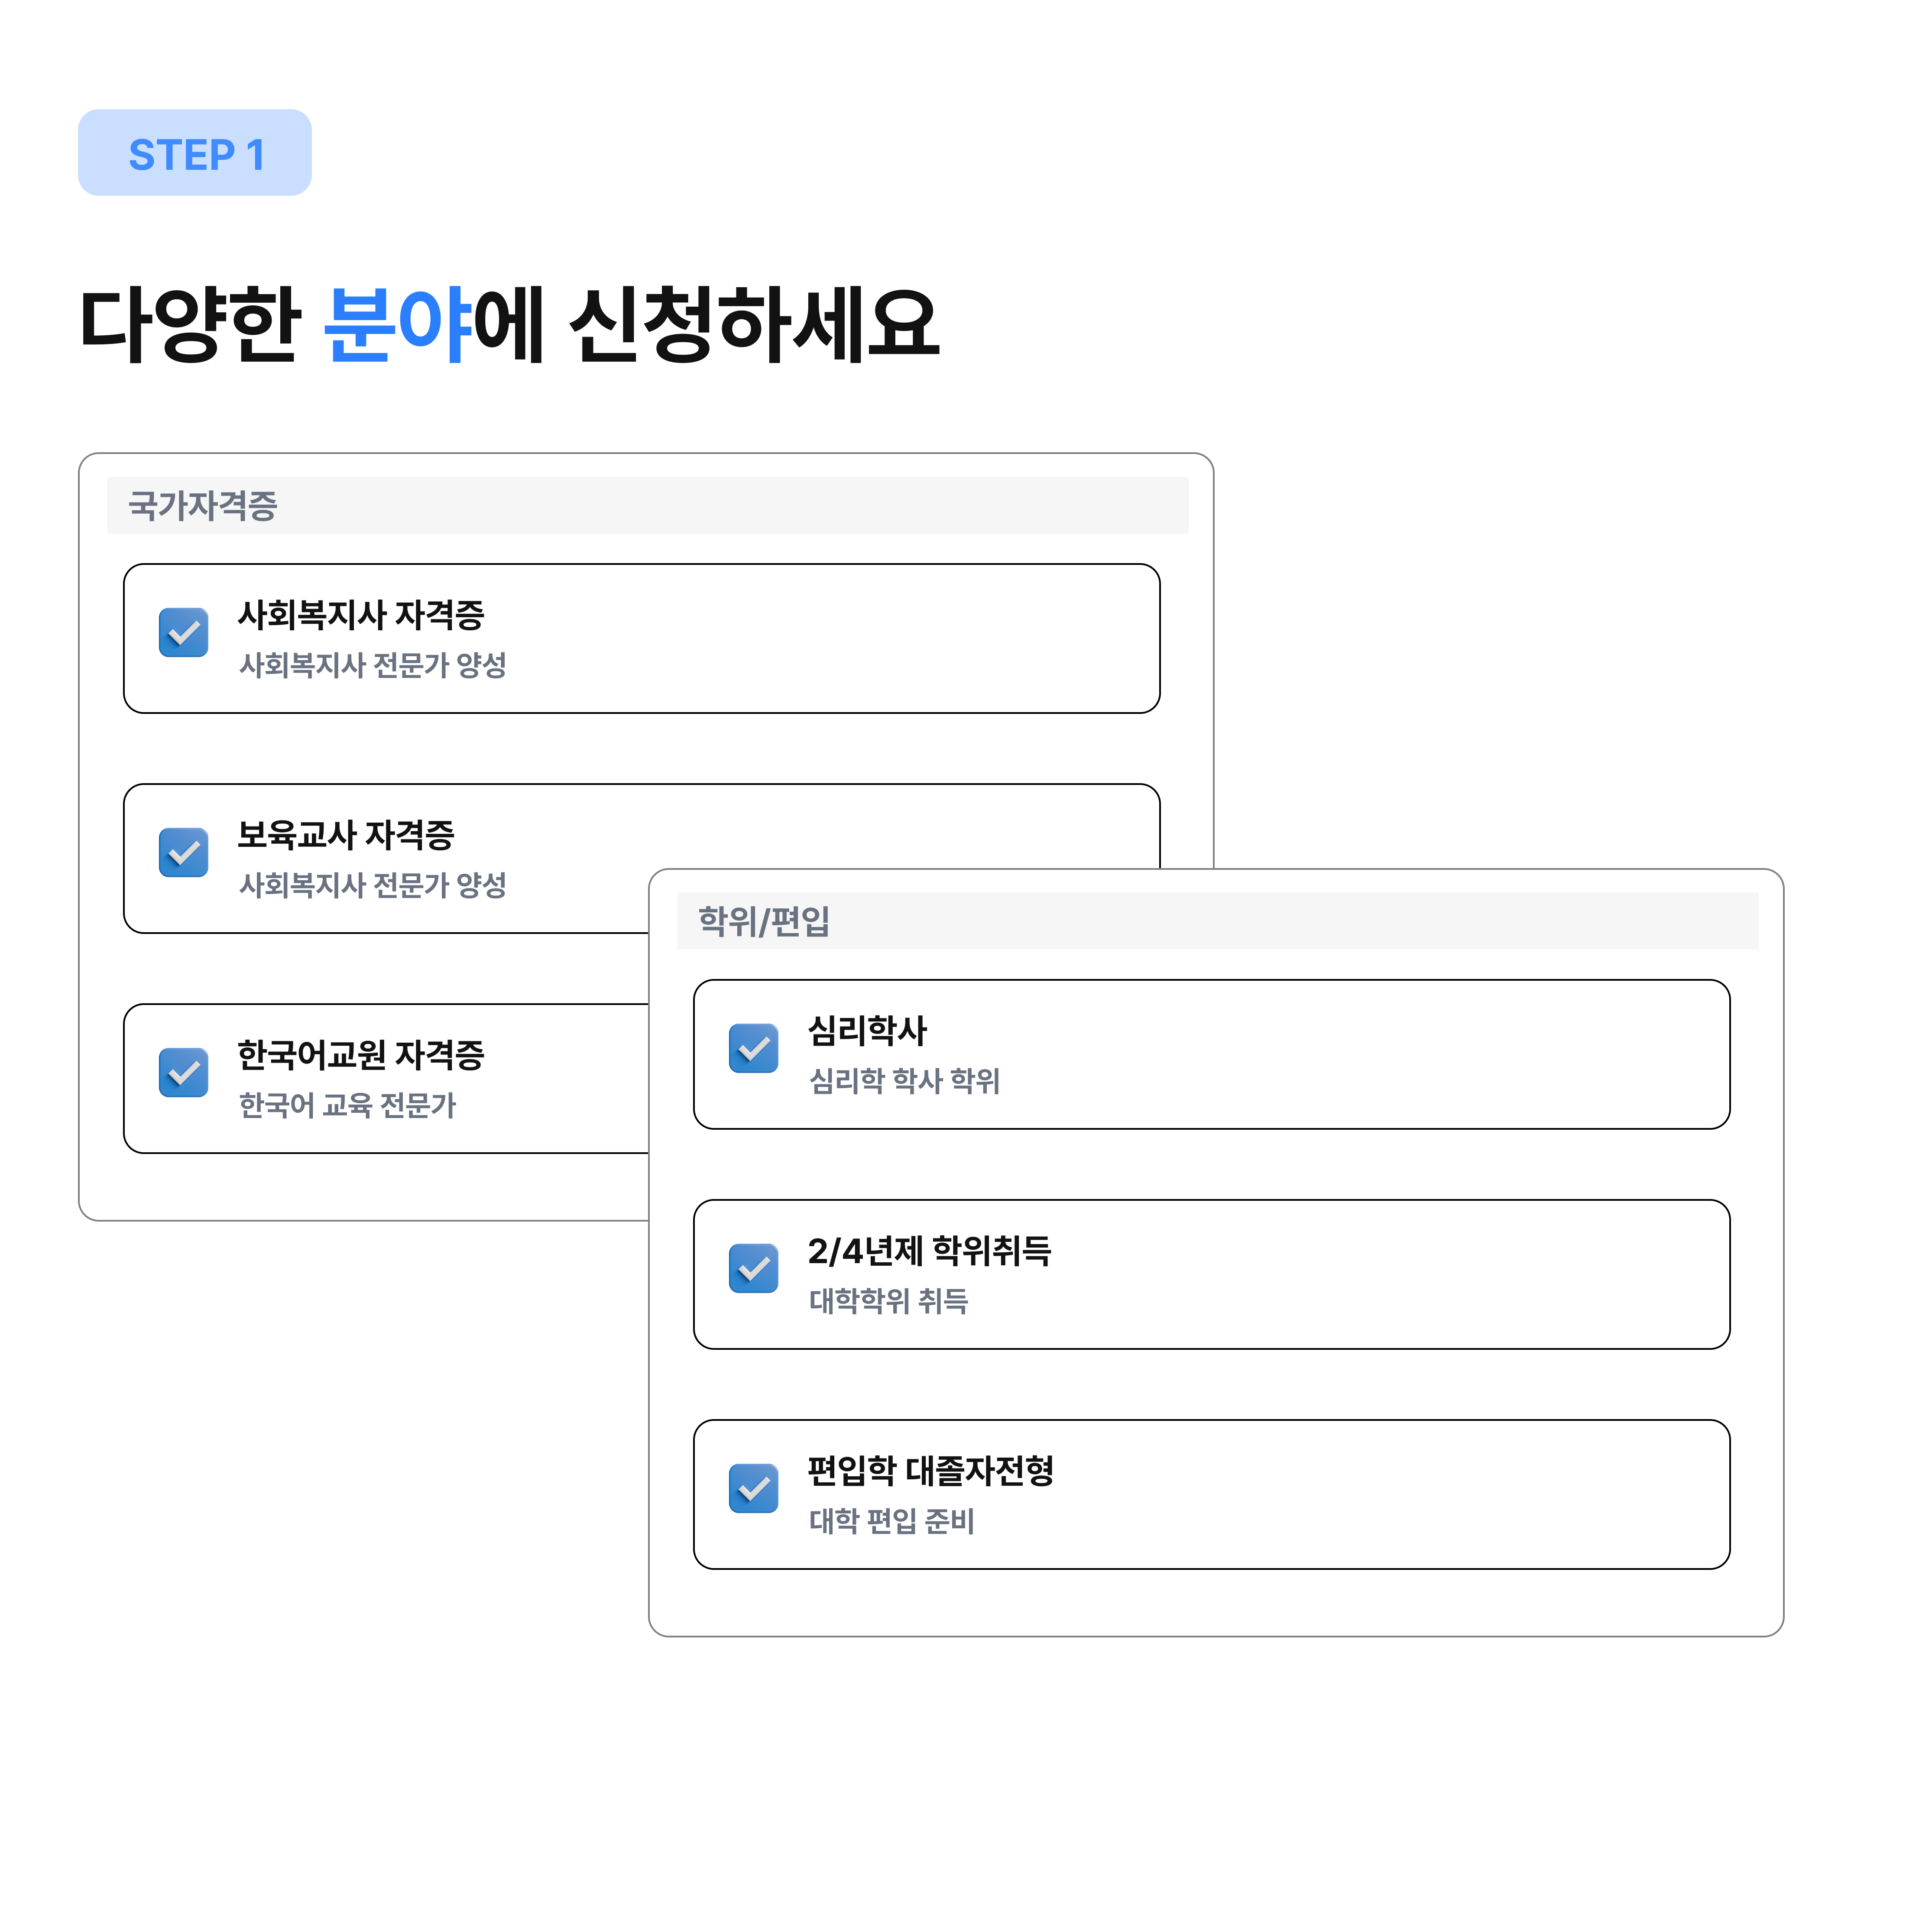 STEP 1
다양한 분야에 신청하세요
국가자격증
사회복지사 자격증
사회복지사 전문가 양성
보육교사 자격증
사회복지사 전문가 양성
한국어교원 자격증
한국어 교육 전문가
학위/편입
심리학사
심리학 학사 학위
2/4년제 학위취득
대학학위 취득
편입학 대졸자전형
대학 편입 준비